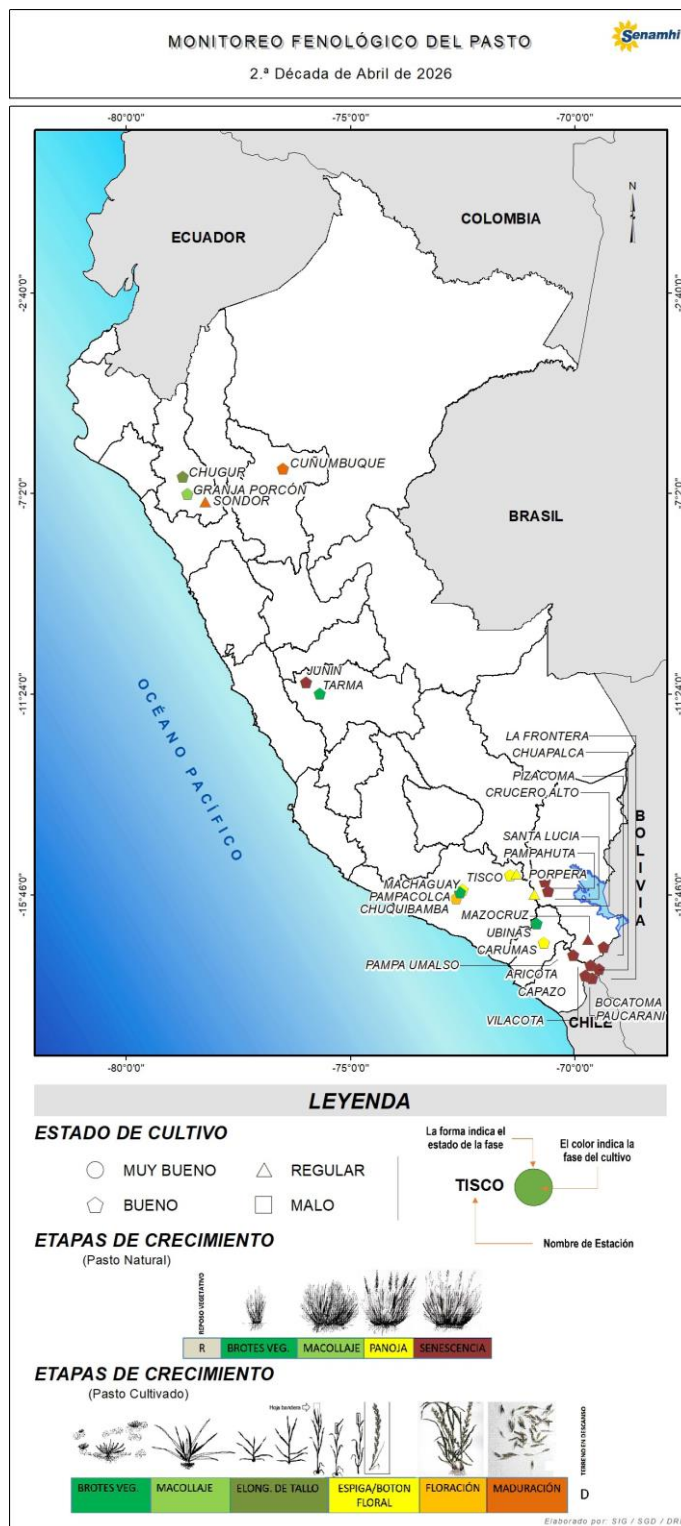 MONITOREO FENOLÓGICO DEL PASTO
Senamhi
2.ª Década de Abril de 2026
-80°0'0"
-75°0'0"
-70°0'0"
N
COLOMBIA
ECUADOR
-2°40'0"
-2°40'0"
CUÑUMBUQUE
CHUGUR
GRANJA PORCÓN
SONDOR
-7°2'0"
-7°2'0"
BRASIL
JUNIN
TARMA
-11°24'0"
-11°24'0"
OCÉANO PACÍFICO
LA FRONTERA
CHUAPALCA
PIZACOMA
CRUCERO ALTO
BOLIVIA
SANTA LUCIA
PAMPAHUTA
TISCO
PORPERA
MACHAGUAY
PAMPACOLCA
CHUQUIBAMBA
-15°46'0"
-15°46'0"
MAZOCRUZ
UBINAS
CARUMAS
PAMPA UMALSO
ARICOTA
CAPAZO
BOCATOMA
PAUCARANI
VILACOTA
CHILE
-80°0'0"
-75°0'0"
-70°0'0"
LEYENDA
ESTADO DE CULTIVO
MUY BUENO
REGULAR
BUENO
MALO
La forma indica el
estado de la fase
El color indica la
fase del cultivo
TISCO
Nombre de Estación
ETAPAS DE CRECIMIENTO
(Pasto Natural)
REPOSO VEGETATIVO
R BROTES VEG. MACOLLAJE PANOJA SENESCENCIA
ETAPAS DE CRECIMIENTO
(Pasto Cultivado)
Hoja bandera
TERRENO EN DESCANSO
BROTES VEG. MACOLLAJE ELONG. DE TALLO ESPIGA/BOTON FLORAL FLORACIÓN MADURACIÓN D
Elaborado por: SIG / SGD / DRD